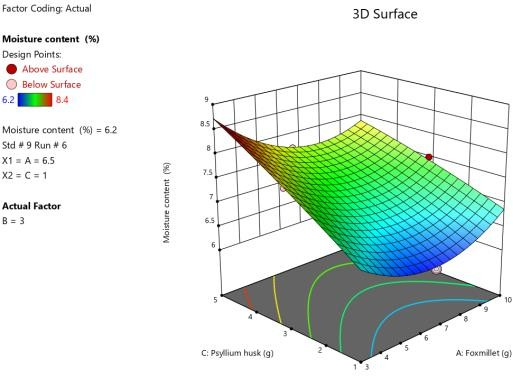 Factor Coding: Actual
3D Surface
Moisture content (%)
Design Points:
Above Surface
Below Surface
6.2 8.4
Moisture content (%) = 6.2
Std # 9 Run # 6
X1 = A = 6.5
X2 = C = 1
Actual Factor
B = 3
Moisture content (%)
9
8.5
8
7.5
7
6.5
6
5
4
3
2
1
C: Psyllium husk (g)
3
4
5
6
7
8
9
10
A: Foxmillet (g)